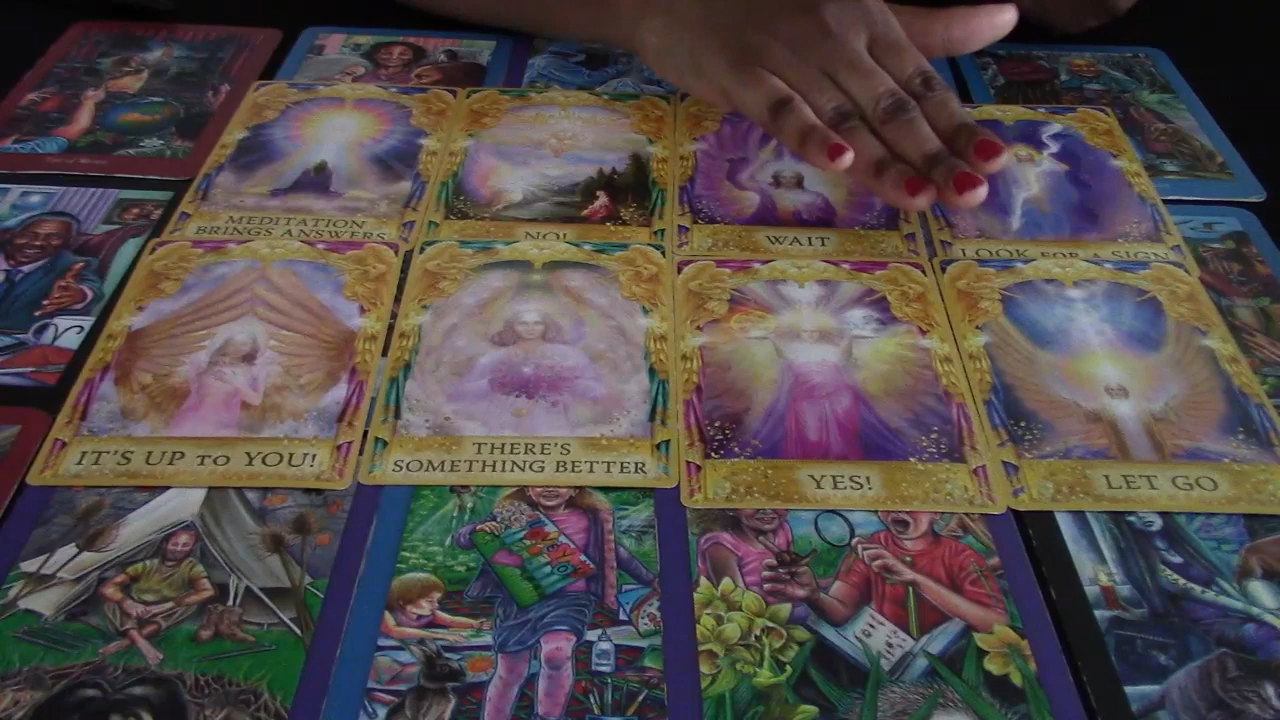 MEDITATION
BRINGS ANSWERS
NO!
WAIT
LOOK FOR A SIGN
IT'S UP TO YOU!
THERE'S
SOMETHING BETTER
YES!
LET GO